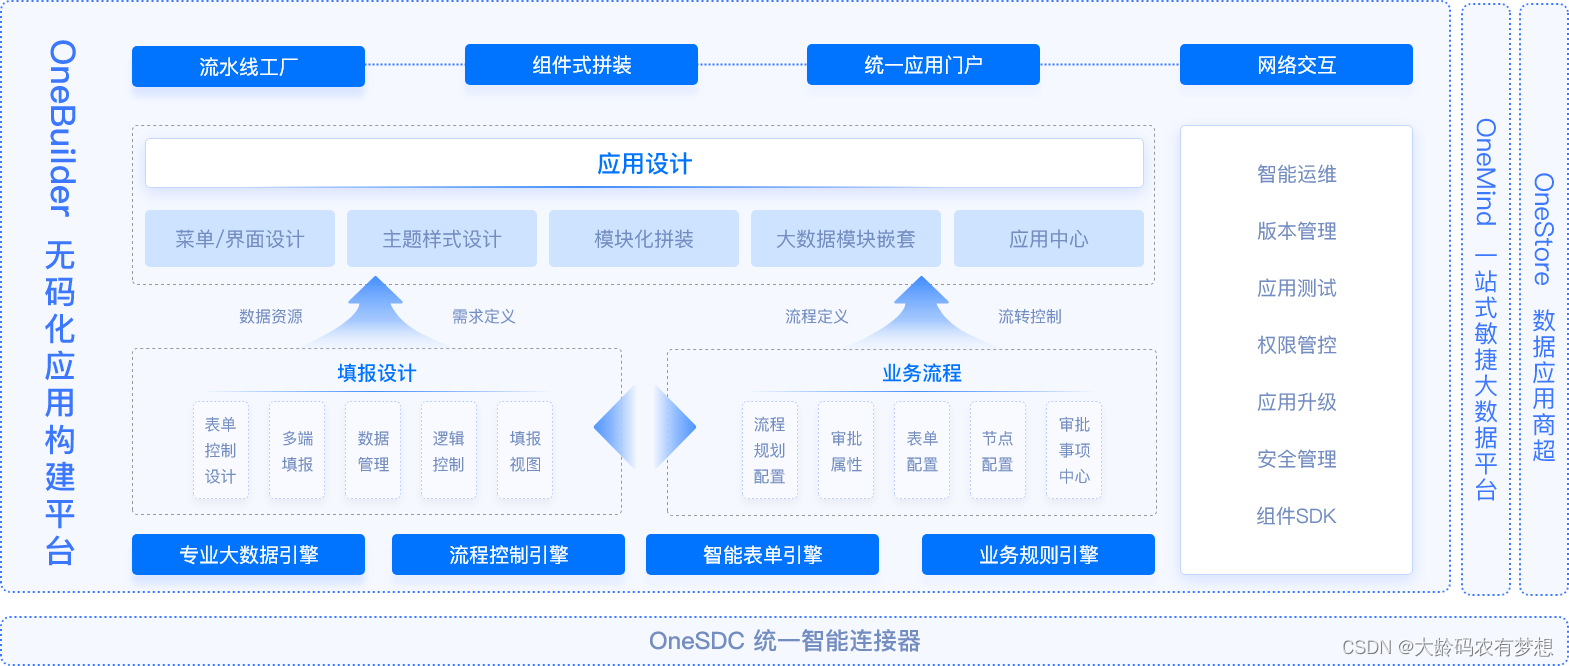 OneBuilder 无码化应用构建平台
流水线工厂
组件式拼装
统一应用门户
网络交互
应用设计
菜单/界面设计
主题样式设计
模块化拼装
大数据模块嵌套
应用中心
数据资源
需求定义
流程定义
流转控制
填报设计
表单
控制
设计
多端
填报
数据
管理
逻辑
控制
填报
视图
业务流程
流程
规划
配置
审批
属性
表单
配置
节点
配置
审批
事项
中心
专业大数据引擎
流程控制引擎
智能表单引擎
业务规则引擎
智能运维
版本管理
应用测试
权限管控
应用升级
安全管理
组件SDK
OneMind 一站式敏捷大数据平台
OneStore 数据应用商超
OneSDC 统一智能连接器
CSDN @大龄码农有梦想